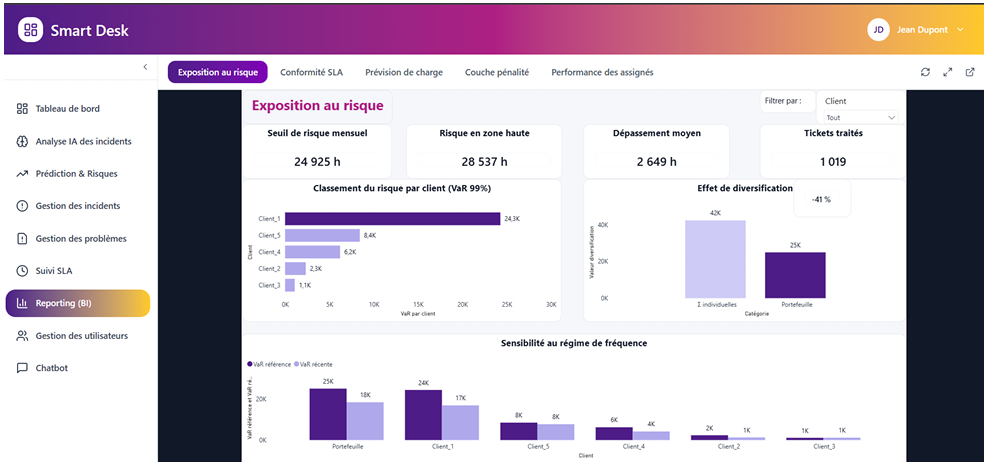 Smart Desk
JD Jean Dupont
Exposition au risque
Conformité SLA
Prévision de charge
Couche pénalité
Performance des assignés
Tableau de bord
Analyse IA des incidents
Prédiction & Risques
Gestion des incidents
Gestion des problèmes
Suivi SLA
Reporting (BI)
Gestion des utilisateurs
Chatbot
Exposition au risque
Filtrer par :
Client
Tout
Seuil de risque mensuel
24 925 h
Risque en zone haute
28 537 h
Dépassement moyen
2 649 h
Tickets traités
1 019
Classement du risque par client (VaR 99%)
Client
Client_1 24,3K
Client_5 8,4K
Client_4 6,2K
Client_2 2,3K
Client_3 1,1K
0K 5K 10K 15K 20K 25K 30K
VaR par client
Effet de diversification
-41 %
Valeur diversification
40K
20K
0K
42K
25K
Σ individuelles Portefeuille
Catégorie
Sensibilité au régime de fréquence
VaR référence VaR récente
VaR référence et VaR ré...
20K
0K
25K 18K 24K 17K 8K 8K 6K 4K 2K 1K 1K 1K
Portefeuille Client_1 Client_5 Client_4 Client_2 Client_3
Client